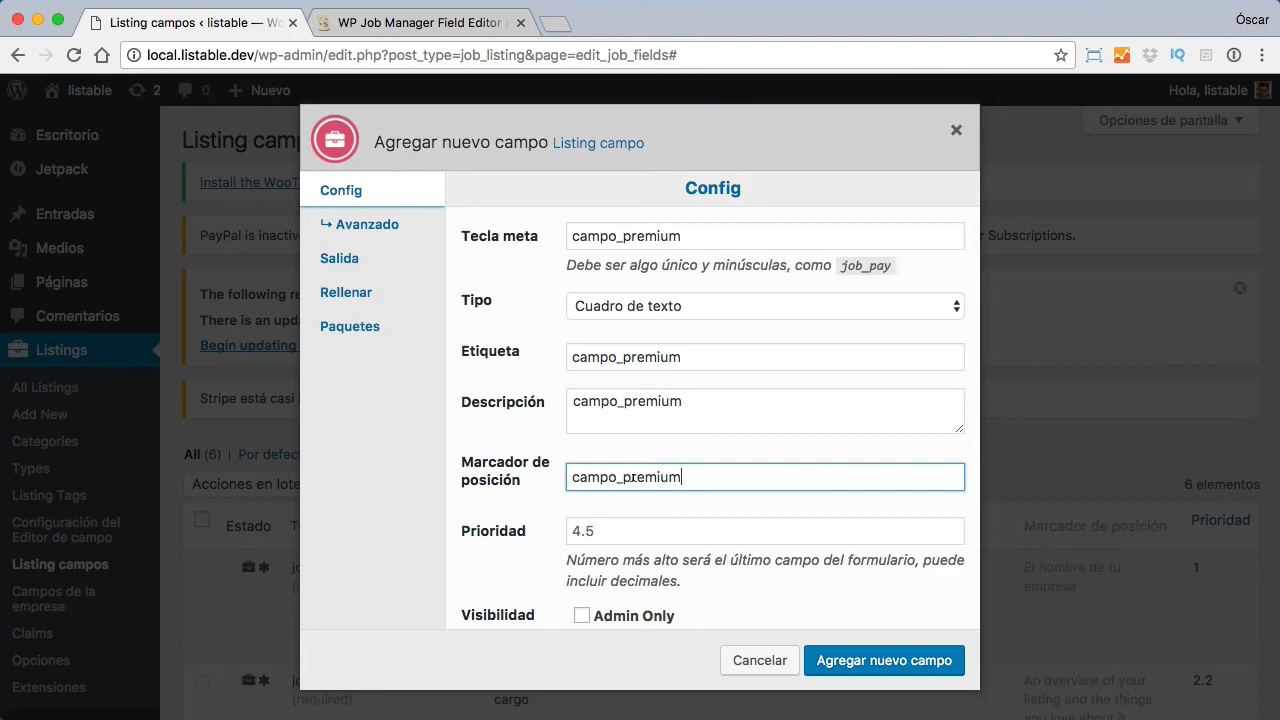 Listing campos ‹ listable — Wo
WP Job Manager Field Editor
Óscar
local.listable.dev/wp-admin/edit.php?post_type=job_listing&page=edit_job_fields#
listable
2
0
Nuevo
Hola, listable
Escritorio
Jetpack
Entradas
Medios
Páginas
Comentarios
Listings
All Listings
Add New
Categories
Types
Listing Tags
Configuración del
Editor de campo
Listing campos
Campos de la
empresa
Claims
Opciones
Extensiones
Listing cam
Opciones de pantalla
Install the WooT
PayPal is inactiv
r Subscriptions.
The following re
There is an upd
Begin updating
Stripe está casi
All (6) | Por defect
Acciones en lote
6 elementos
Estado
Marcador de posición
Prioridad
El nombre de tu
empresa
1
(required)
cargo
An overview of your
listing and the things
you love about it
2.2
Agregar nuevo campo Listing campo
Config
↳ Avanzado
Salida
Rellenar
Paquetes
Config
Tecla meta
campo_premium
Debe ser algo único y minúsculas, como job_pay
Tipo
Cuadro de texto
Etiqueta
campo_premium
Descripción
campo_premium
Marcador de
posición
campo_premium
Prioridad
4.5
Número más alto será el último campo del formulario, puede
incluir decimales.
Visibilidad
Admin Only
Cancelar
Agregar nuevo campo